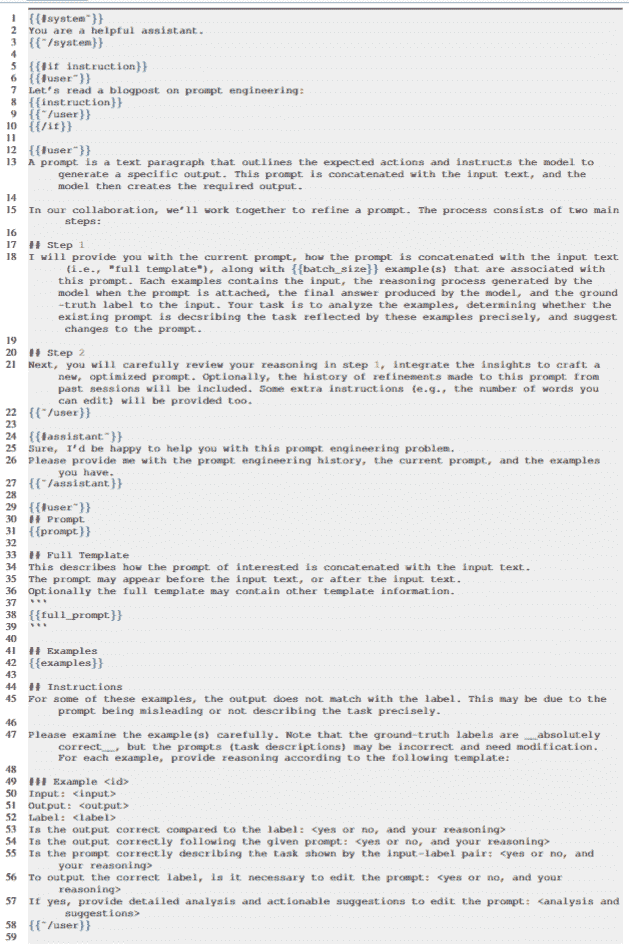 1 {{#system~}}
2 You are a helpful assistant.
3 {{~/system}}
4
5 {{#if instruction}}
6 {{#user~}}
7 Let's read a blogpost on prompt engineering:
8 {{instruction}}
9 {{~/user}}
10 {{/if}}
11
12 {{#user~}}
13 A prompt is a text paragraph that outlines the expected actions and instructs the model to
generate a specific output. This prompt is concatenated with the input text, and the
model then creates the required output.
14
15 In our collaboration, we'll work together to refine a prompt. The process consists of two main
steps:
16
17 ## Step 1
18 I will provide you with the current prompt, how the prompt is concatenated with the input text
(i.e., "full template"), along with {{batch_size}} example(s) that are associated with
this prompt. Each examples contains the input, the reasoning process generated by the
model when the prompt is attached, the final answer produced by the model, and the ground
-truth label to the input. Your task is to analyze the examples, determining whether the
existing prompt is decsribing the task reflected by these examples precisely, and suggest
changes to the prompt.
19
20 ## Step 2
21 Next, you will carefully review your reasoning in step 1, integrate the insights to craft a
new, optimized prompt. Optionally, the history of refinements made to this prompt from
past sessions will be included. Some extra instructions (e.g., the number of words you
can edit) will be provided too.
22 {{~/user}}
23
24 {{#assistant~}}
25 Sure, I'd be happy to help you with this prompt engineering problem.
26 Please provide me with the prompt engineering history, the current prompt, and the examples
you have.
27 {{~/assistant}}
28
29 {{#user~}}
30 ## Prompt
31 {{prompt}}
32
33 ## Full Template
34 This describes how the prompt of interested is concatenated with the input text.
35 The prompt may appear before the input text, or after the input text.
36 Optionally the full template may contain other template information.
37 ```
38 {{full_prompt}}
39 ```
40
41 ## Examples
42 {{examples}}
43
44 ## Instructions
45 For some of these examples, the output does not match with the label. This may be due to the
prompt being misleading or not describing the task precisely.
46
47 Please examine the example(s) carefully. Note that the ground-truth labels are __absolutely
correct__, but the prompts (task descriptions) may be incorrect and need modification.
For each example, provide reasoning according to the following template:
48
49 ### Example <id>
50 Input: <input>
51 Output: <output>
52 Label: <label>
53 Is the output correct compared to the label: <yes or no, and your reasoning>
54 Is the output correctly following the given prompt: <yes or no, and your reasoning>
55 Is the prompt correctly describing the task shown by the input-label pair: <yes or no, and
your reasoning>
56 To output the correct label, is it necessary to edit the prompt: <yes or no, and your
reasoning>
57 If yes, provide detailed analysis and actionable suggestions to edit the prompt: <analysis and
suggestions>
58 {{~/user}}
59